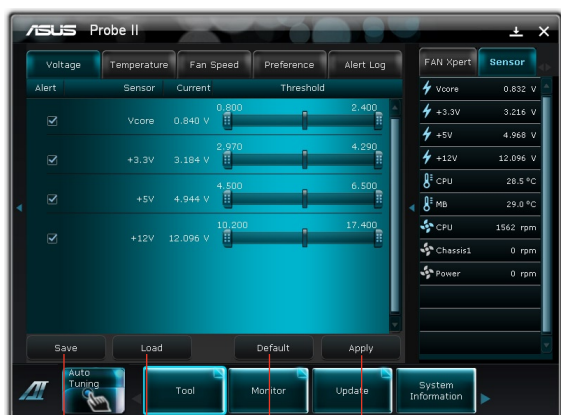 ASUS Probe II
Voltage Temperature Fan Speed Preference Alert Log
FAN Xpert Sensor
Alert Sensor Current Threshold
Vcore 0.840 V 0.800 2.400
+3.3V 3.184 V 2.970 4.290
+5V 4.944 V 4.500 6.500
+12V 12.096 V 10.200 17.400
Vcore 0.832 V
+3.3V 3.216 V
+5V 4.968 V
+12V 12.096 V
CPU 28.5 °C
MB 29.0 °C
CPU 1562 rpm
Chassis1 0 rpm
Power 0 rpm
Save Load Default Apply
Auto
Tuning
Tool Monitor Update
System
Information